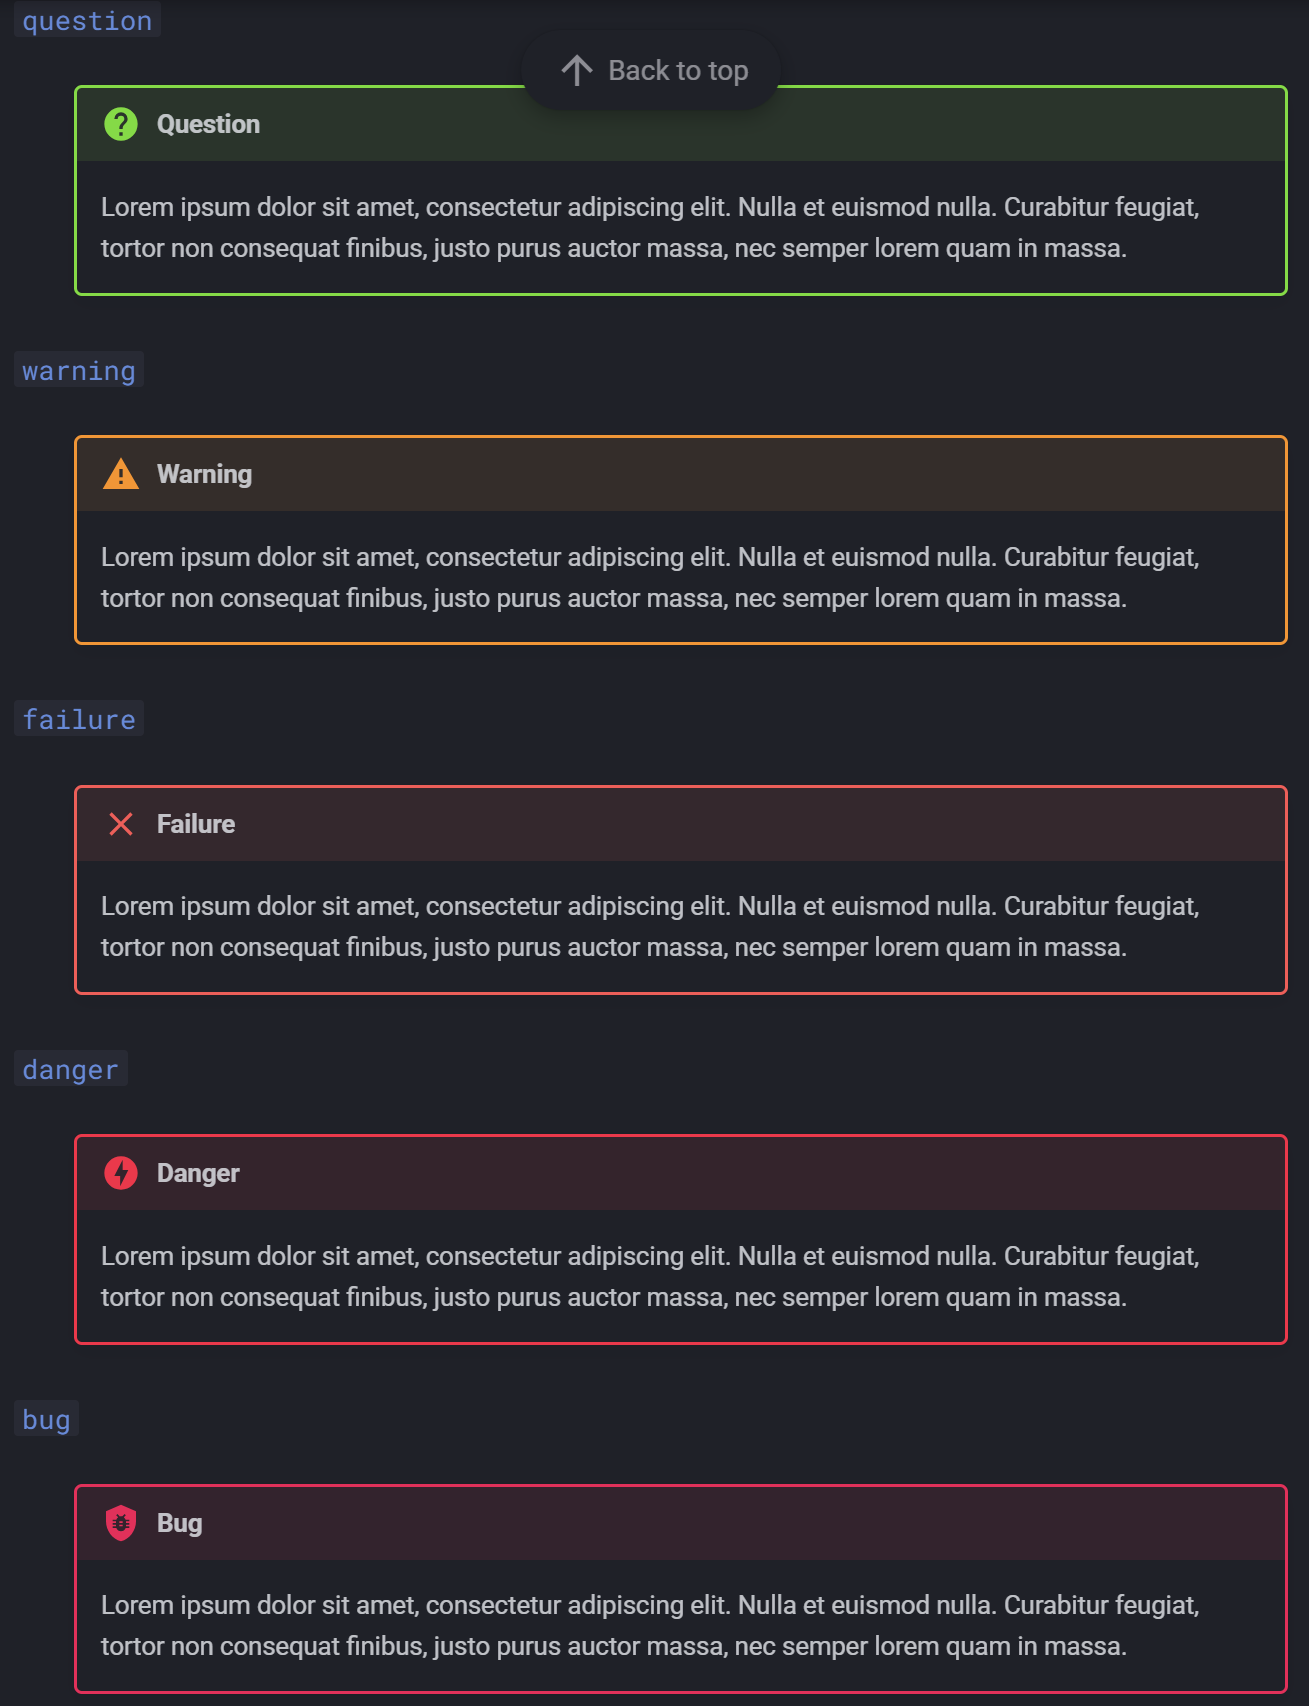 question
Back to top
Question
Lorem ipsum dolor sit amet, consectetur adipiscing elit. Nulla et euismod nulla. Curabitur feugiat,
tortor non consequat finibus, justo purus auctor massa, nec semper lorem quam in massa.
warning
Warning
Lorem ipsum dolor sit amet, consectetur adipiscing elit. Nulla et euismod nulla. Curabitur feugiat,
tortor non consequat finibus, justo purus auctor massa, nec semper lorem quam in massa.
failure
Failure
Lorem ipsum dolor sit amet, consectetur adipiscing elit. Nulla et euismod nulla. Curabitur feugiat,
tortor non consequat finibus, justo purus auctor massa, nec semper lorem quam in massa.
danger
Danger
Lorem ipsum dolor sit amet, consectetur adipiscing elit. Nulla et euismod nulla. Curabitur feugiat,
tortor non consequat finibus, justo purus auctor massa, nec semper lorem quam in massa.
bug
Bug
Lorem ipsum dolor sit amet, consectetur adipiscing elit. Nulla et euismod nulla. Curabitur feugiat,
tortor non consequat finibus, justo purus auctor massa, nec semper lorem quam in massa.